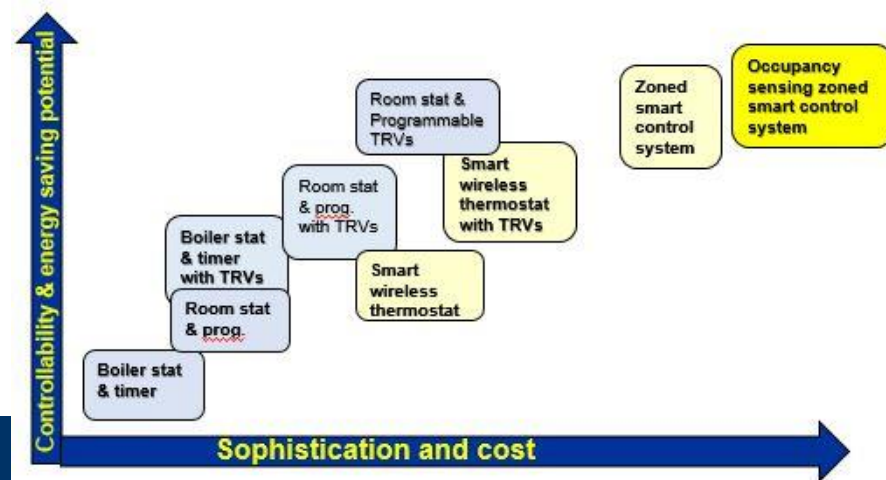 Controllability & energy saving potential
Occupancy
sensing zoned
smart control
system
Zoned
smart
control
system
Room stat &
Programmable
TRVs
Smart
wireless
thermostat
with TRVs
Room stat
& prog.
with TRVs
Boiler stat
& timer
with TRVs
Smart
wireless
thermostat
Room stat
& prog.
Boiler stat
& timer
Sophistication and cost